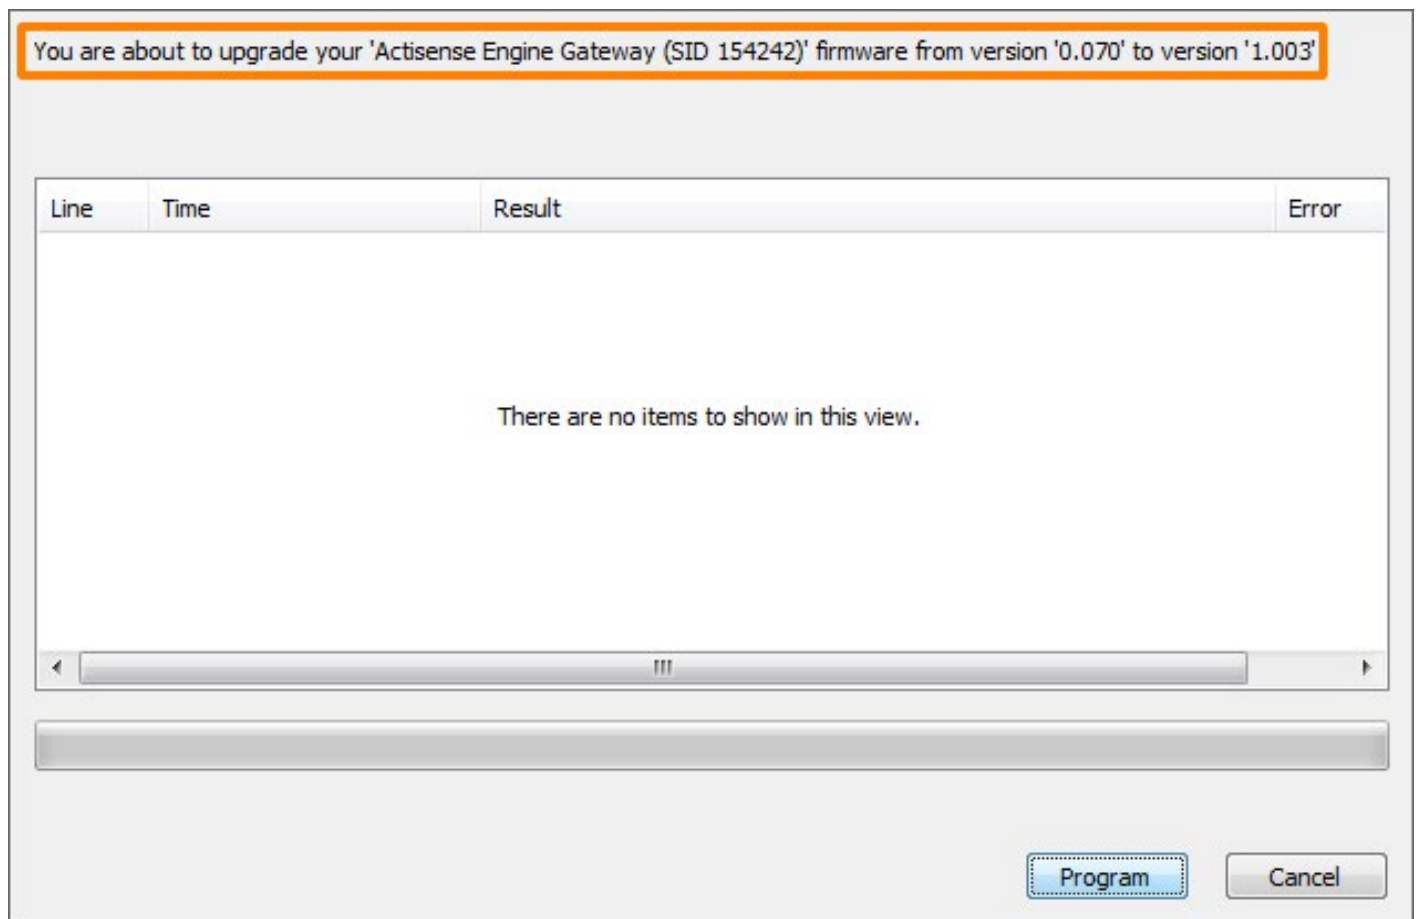 You are about to upgrade your 'Actisense Engine Gateway (SID 154242)' firmware from version '0.070' to version '1.003'
Line Time Result Error
There are no items to show in this view.
Program Cancel